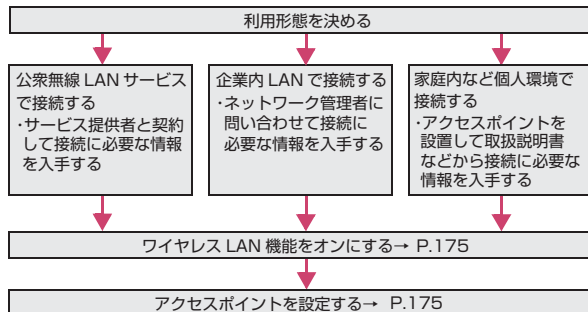 利用形態を決める
公衆無線 LAN サービス
で接続する
・サービス提供者と契約
して接続に必要な情報
を入手する
企業内 LAN で接続する
・ネットワーク管理者に
問い合わせて接続に
必要な情報を入手する
家庭内など個人環境で
接続する
・アクセスポイントを
設置して取扱説明書
などから接続に必要な
情報を入手する
ワイヤレス LAN 機能をオンにする→ P.175
アクセスポイントを設定する→ P.175